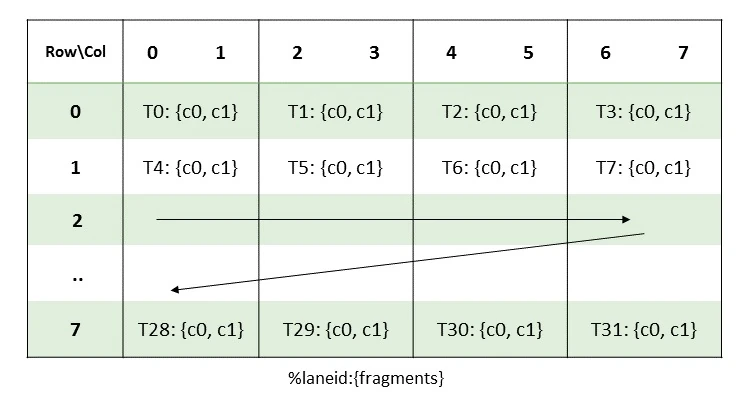 Row\Col 0 1 2 3 4 5 6 7
0 T0: {c0, c1} T1: {c0, c1} T2: {c0, c1} T3: {c0, c1}
1 T4: {c0, c1} T5: {c0, c1} T6: {c0, c1} T7: {c0, c1}
2
..
7 T28: {c0, c1} T29: {c0, c1} T30: {c0, c1} T31: {c0, c1}
%laneid:{fragments}